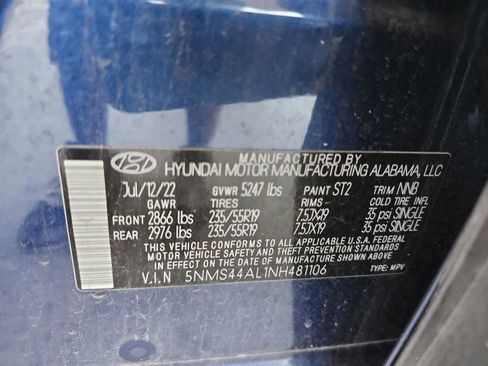 MANUFACTURED BY
HYUNDAI MOTOR MANUFACTURING ALABAMA, LLC
Jul/12/22 GVWR 5247 lbs PAINT ST2 TRIM NNB
GAWR TIRES RIMS COLD TIRE INFL
FRONT 2866 lbs 235/55R19 7.5JX19 35 psi SINGLE
REAR 2976 lbs 235/55R19 7.5JX19 35 psi SINGLE
THIS VEHICLE CONFORMS TO ALL APPLICABLE U.S.A. FEDERAL MOTOR
VEHICLE SAFETY AND THEFT PREVENTION STANDARDS
IN EFFECT ON THE DATE OF MANUFACTURE SHOWN ABOVE.
V.I.N 5NMS44AL1NH481106 TYPE: MPV